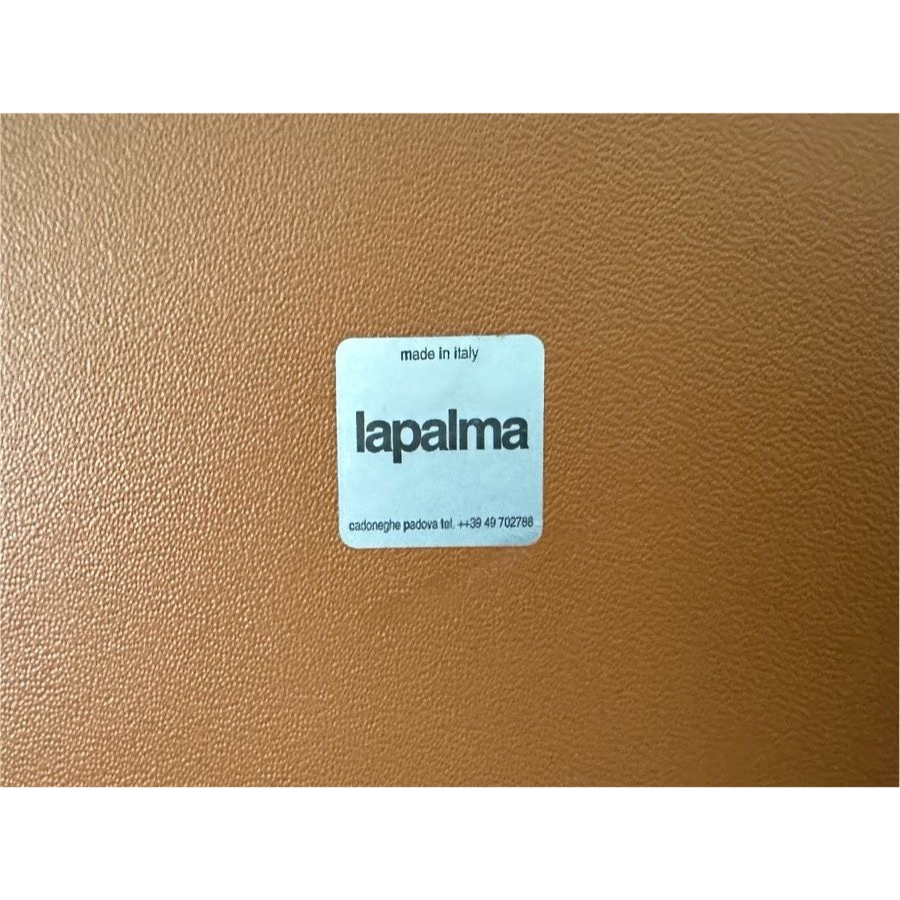 made in italy
lapalma
cadoneghe padova tel. ++39 49 702788